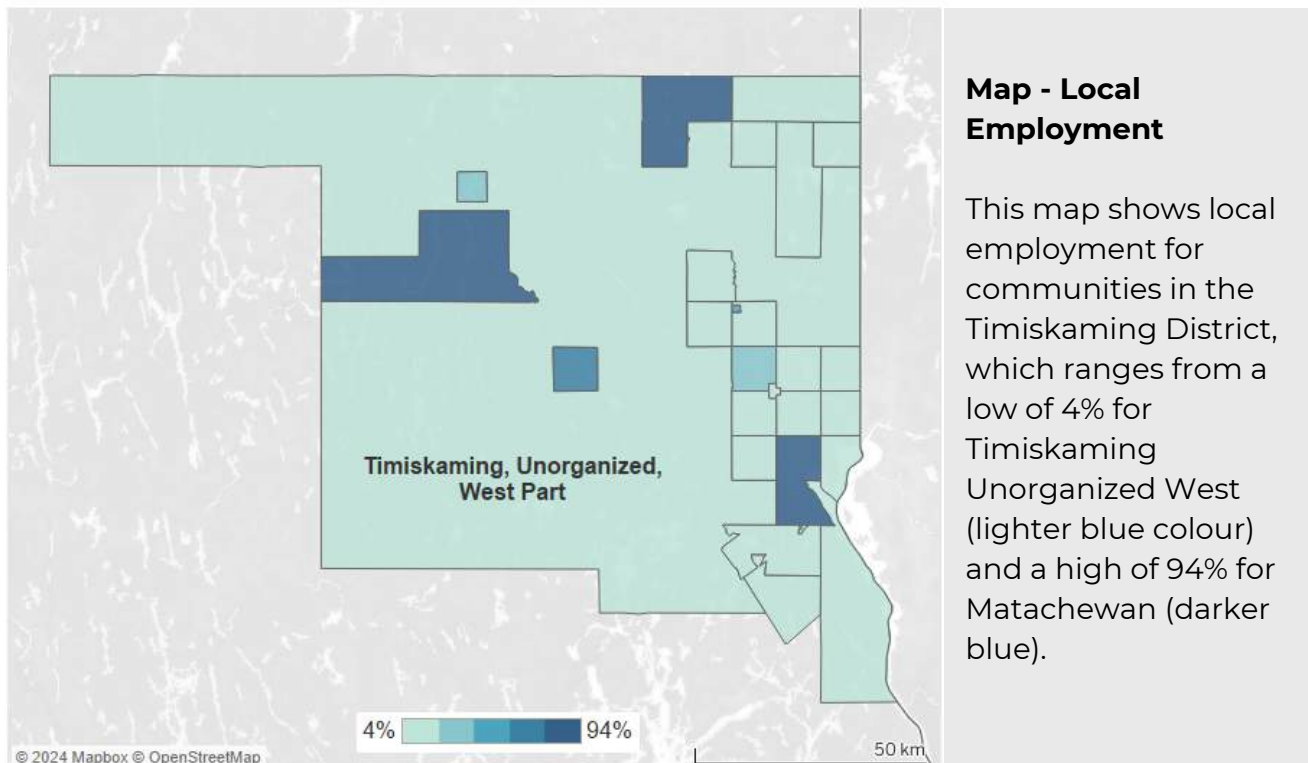 Timiskaming, Unorganized,
West Part
4%
94%
© 2024 Mapbox © OpenStreetMap
50 km
Map - Local
Employment
This map shows local
employment for
communities in the
Timiskaming District,
which ranges from a
low of 4% for
Timiskaming
Unorganized West
(lighter blue colour)
and a high of 94% for
Matachewan (darker
blue).